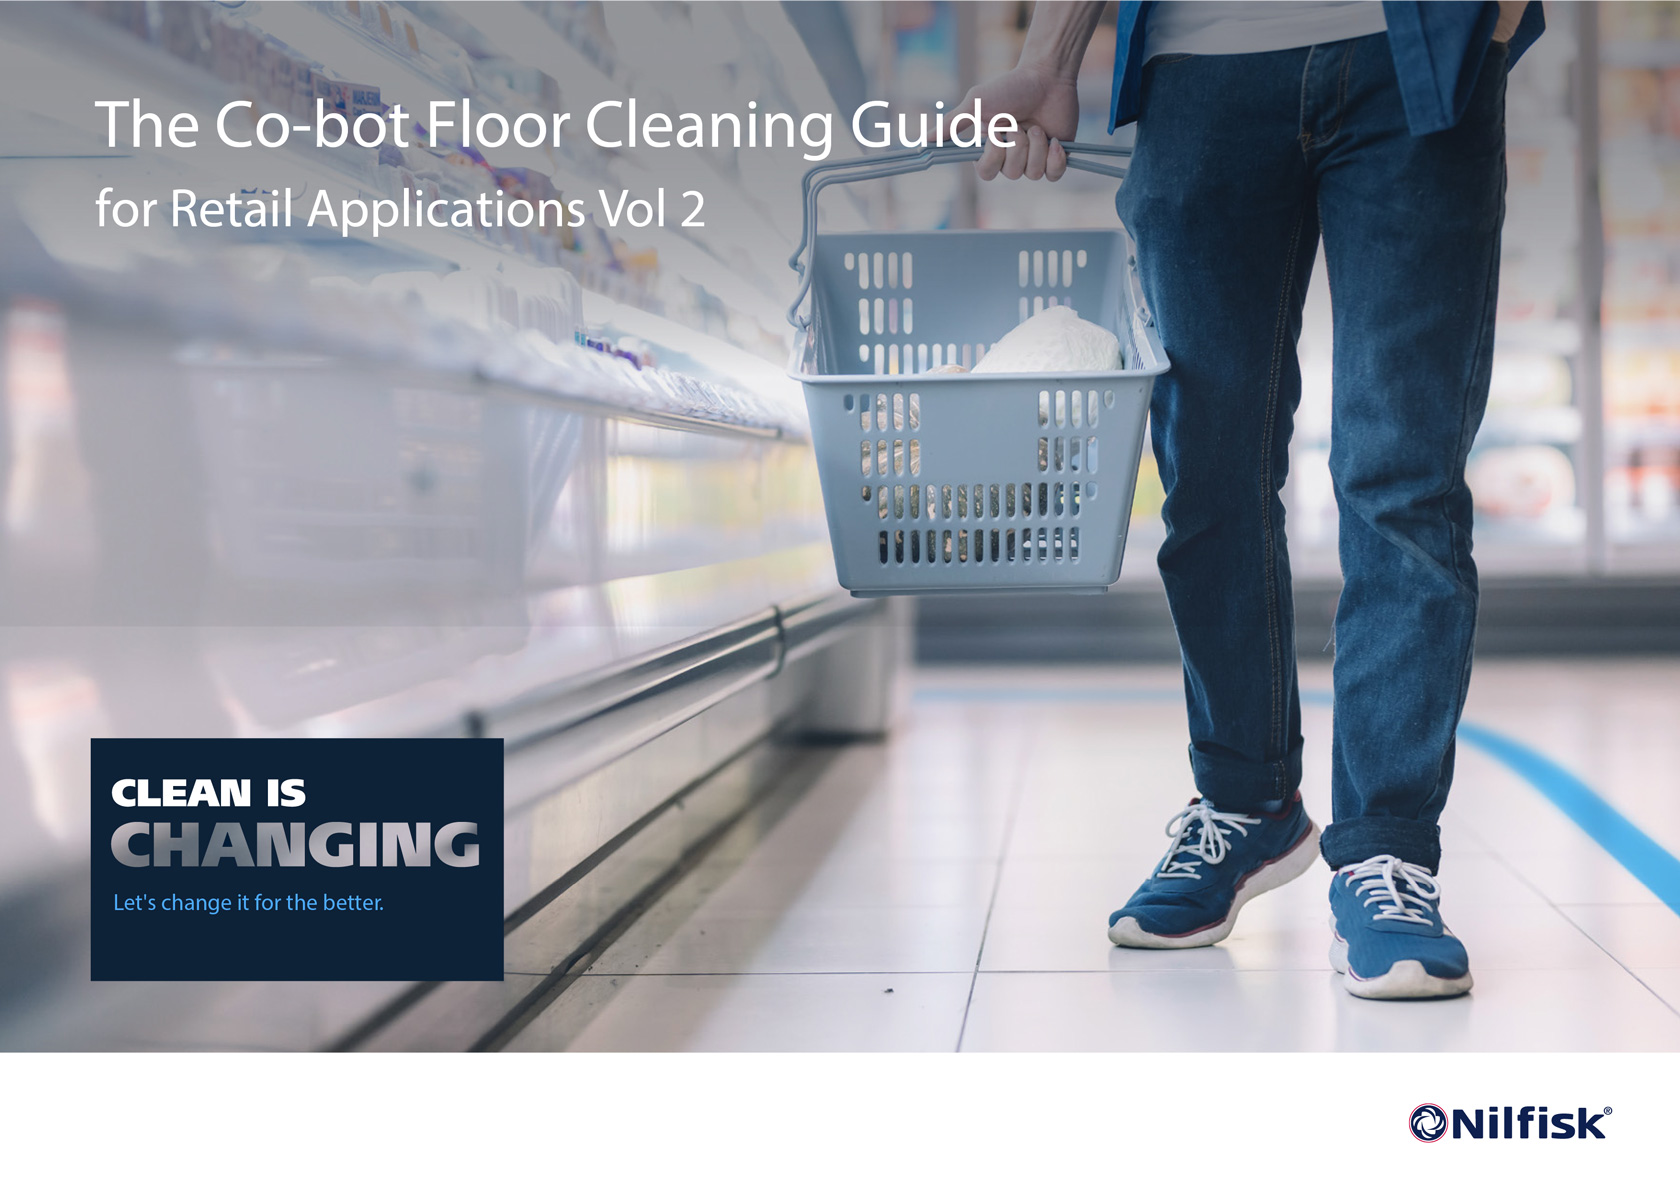 The Co-bot Floor Cleaning Guide
for Retail Applications Vol 2
CLEAN IS
CHANGING
Let's change it for the better.
Nilfisk®